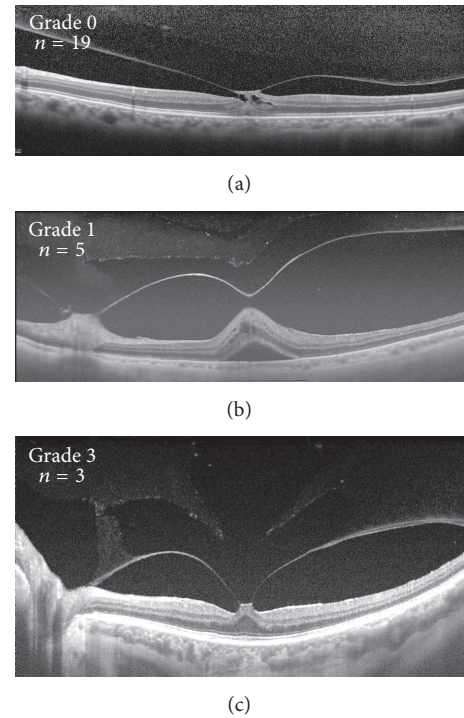 Grade 0
n = 19
(a)
Grade 1
n = 5
(b)
Grade 3
n = 3
(c)